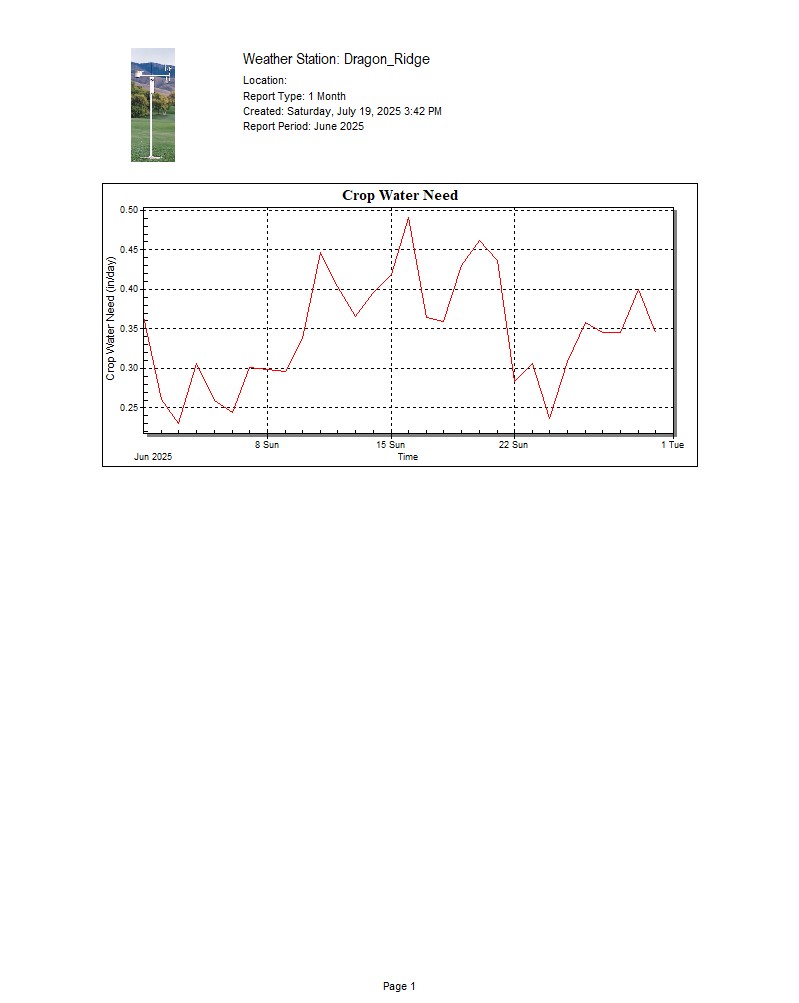 Weather Station: Dragon_Ridge
Location:
Report Type: 1 Month
Created: Saturday, July 19, 2025 3:42 PM
Report Period: June 2025
Crop Water Need
Crop Water Need (in/day)
0.50
0.45
0.40
0.35
0.30
0.25
8 Sun
15 Sun
22 Sun
1 Tue
Jun 2025
Time
Page 1